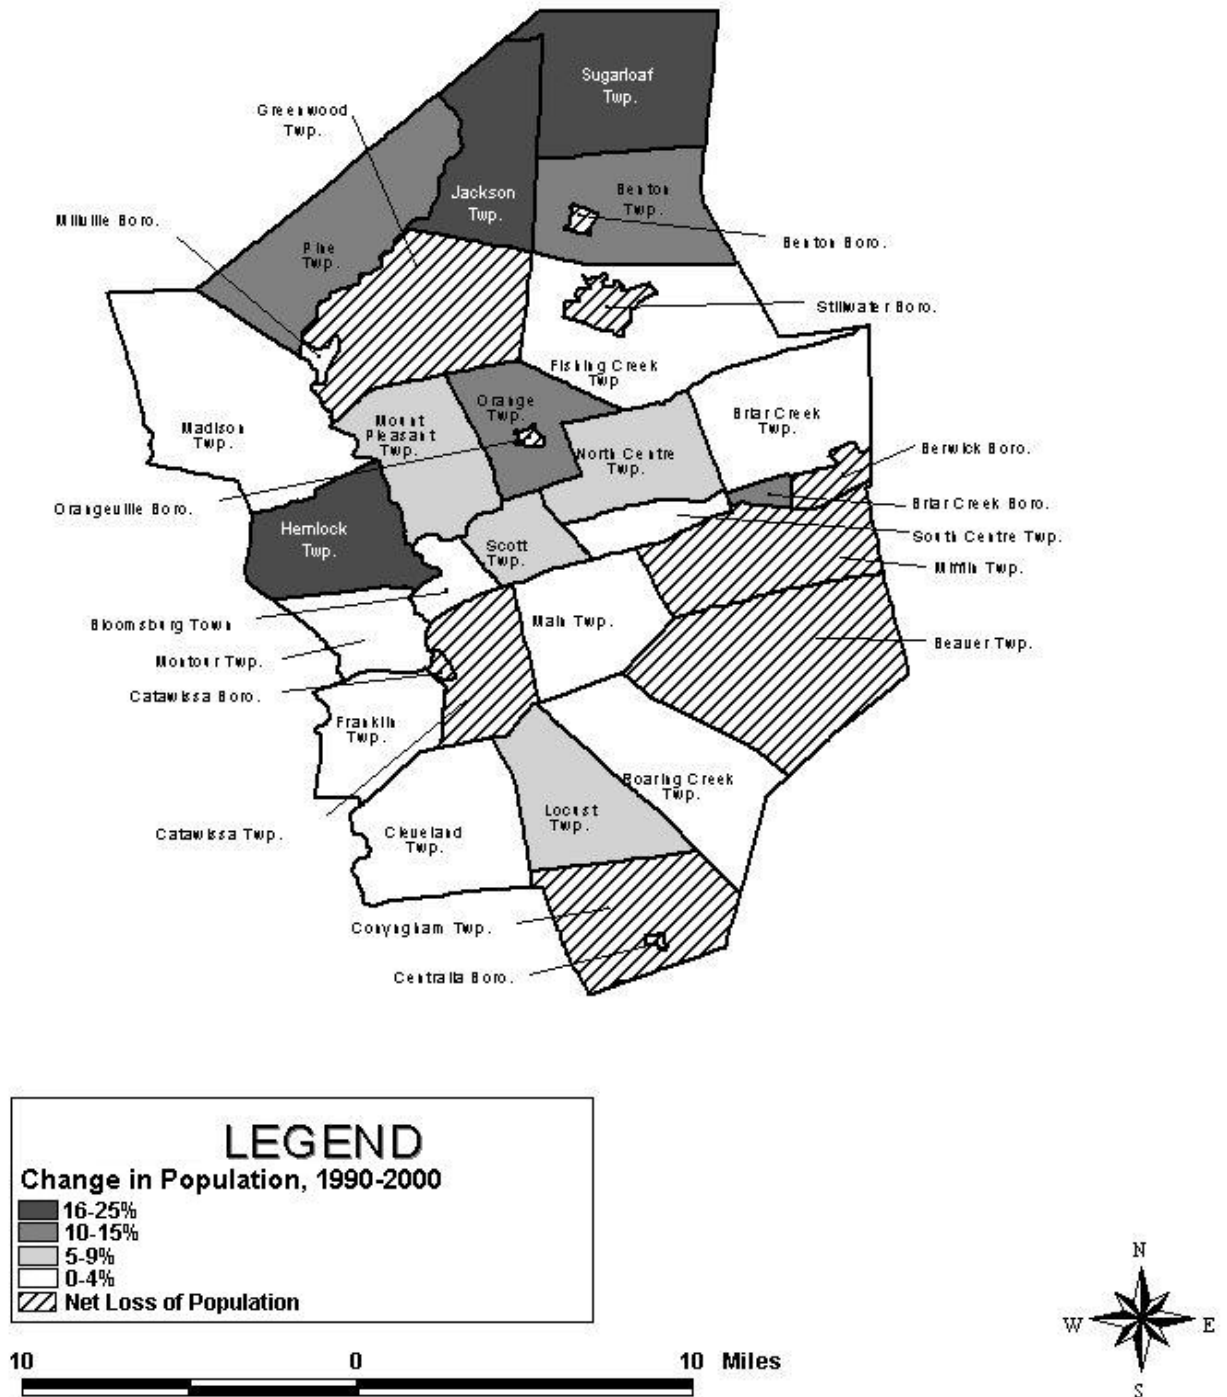 Sugarloaf
Twp.
Greenwood
Twp.
Jackson
Twp.
Benton
Twp.
Millville Boro.
Pine
Twp.
Benton Boro.
Stillwater Boro.
Fishing Creek
Twp
Madison
Twp.
Mount
Pleasant
Twp.
Orange
Twp.
Briar Creek
Twp.
North Centre
Twp.
Berwick Boro.
Orangeville Boro.
Briar Creek Boro.
Hemlock
Twp.
Scott
Twp.
South Centre Twp.
Mifflin Twp.
Bloomsburg Town
Main Twp.
Beaver Twp.
Montour Twp.
Catawissa Boro.
Franklin
Twp.
Roaring Creek
Twp.
Locust
Twp.
Catawissa Twp.
Cleveland
Twp.
Conyngham Twp.
Centralia Boro.
LEGEND
Change in Population, 1990-2000
16-25%
10-15%
5-9%
0-4%
Net Loss of Population
N
W E
S
10 0 10 Miles